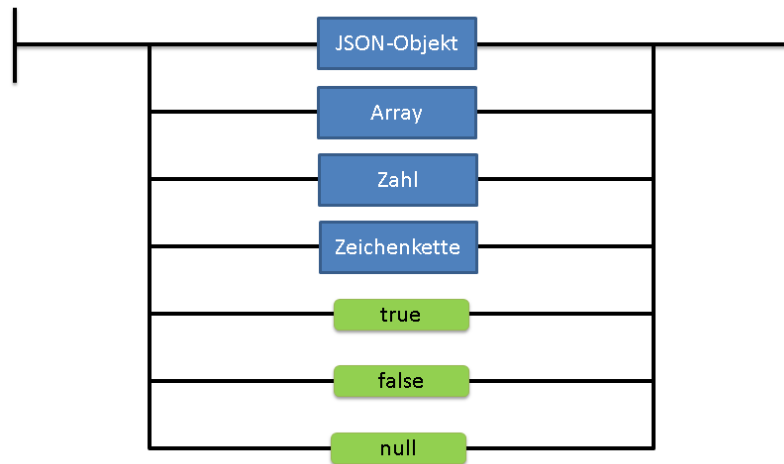 JSON-Objekt
Array
Zahl
Zeichenkette
true
false
null